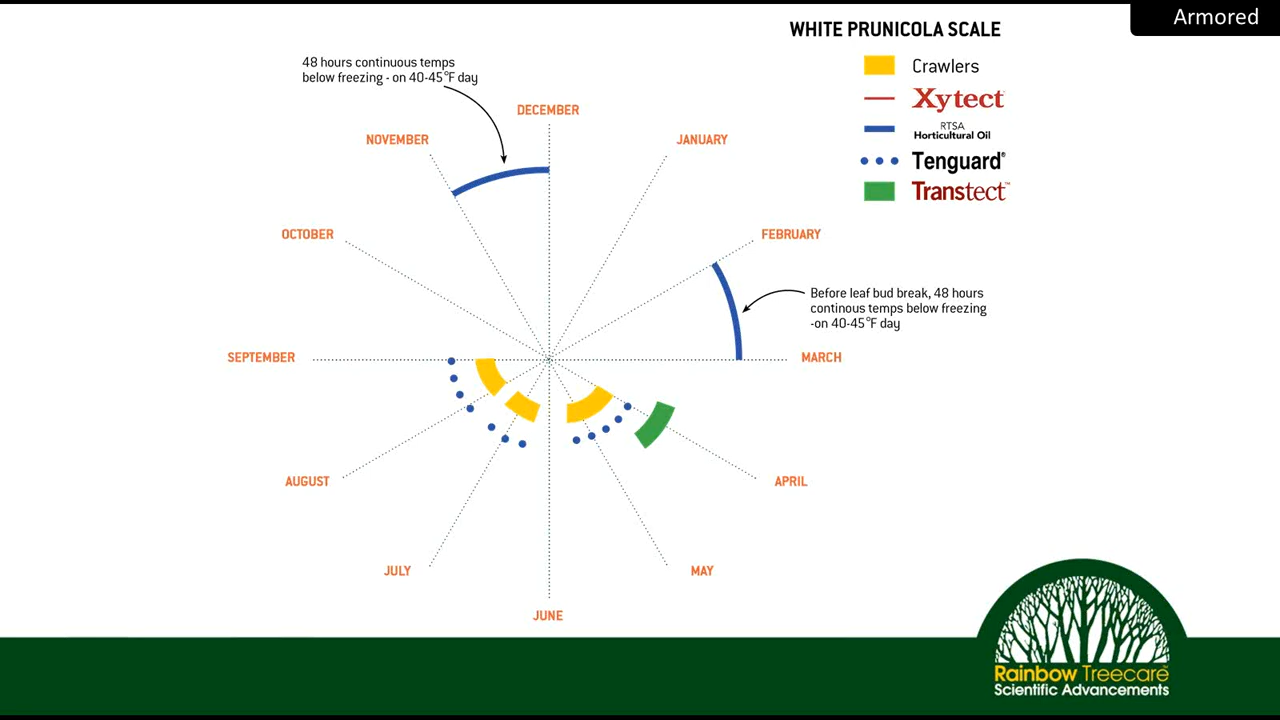 Armored
WHITE PRUNICOLA SCALE
Crawlers
Xytect
RTSA
Horticultural Oil
Tenguard®
Transtect™
48 hours continuous temps
below freezing - on 40-45°F day
DECEMBER
NOVEMBER
JANUARY
OCTOBER
FEBRUARY
Before leaf bud break, 48 hours
continous temps below freezing
-on 40-45°F day
SEPTEMBER
MARCH
AUGUST
APRIL
JULY
MAY
JUNE
Rainbow Treecare
Scientific Advancements